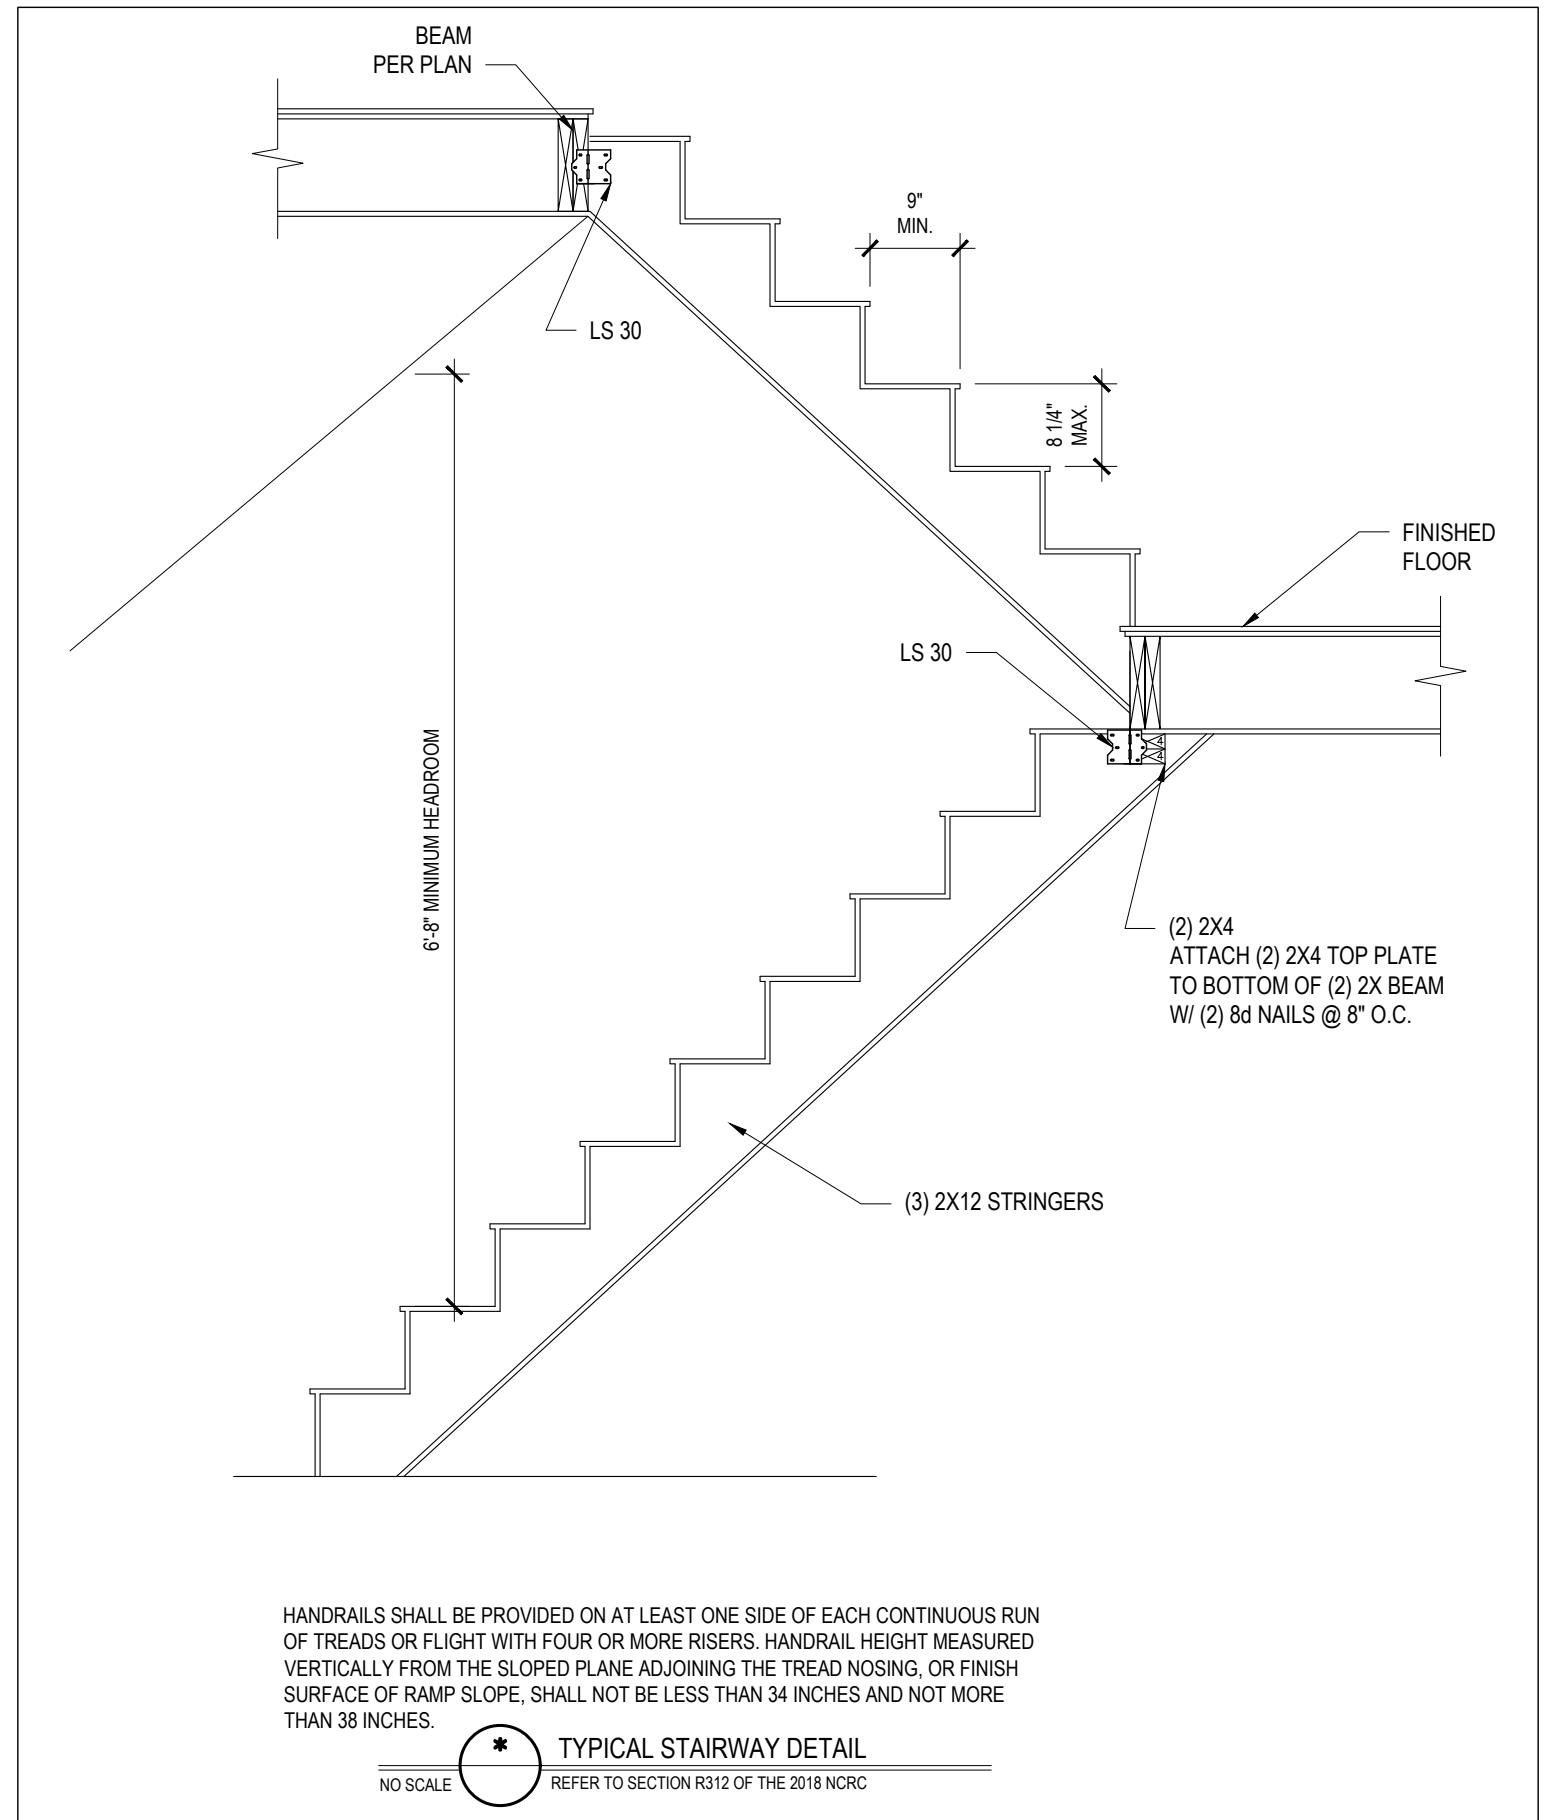 BEAM
PER PLAN
9"
MIN.
LS 30
8 1/4"
MAX.
FINISHED
FLOOR
LS 30
4
4
6'-8" MINIMUM HEADROOM
(2) 2X4
ATTACH (2) 2X4 TOP PLATE
TO BOTTOM OF (2) 2X BEAM
W/ (2) 8d NAILS @ 8" O.C.
(3) 2X12 STRINGERS
HANDRAILS SHALL BE PROVIDED ON AT LEAST ONE SIDE OF EACH CONTINUOUS RUN
OF TREADS OR FLIGHT WITH FOUR OR MORE RISERS. HANDRAIL HEIGHT MEASURED
VERTICALLY FROM THE SLOPED PLANE ADJOINING THE TREAD NOSING, OR FINISH
SURFACE OF RAMP SLOPE, SHALL NOT BE LESS THAN 34 INCHES AND NOT MORE
THAN 38 INCHES.
*
TYPICAL STAIRWAY DETAIL
NO SCALE
REFER TO SECTION R312 OF THE 2018 NCRC